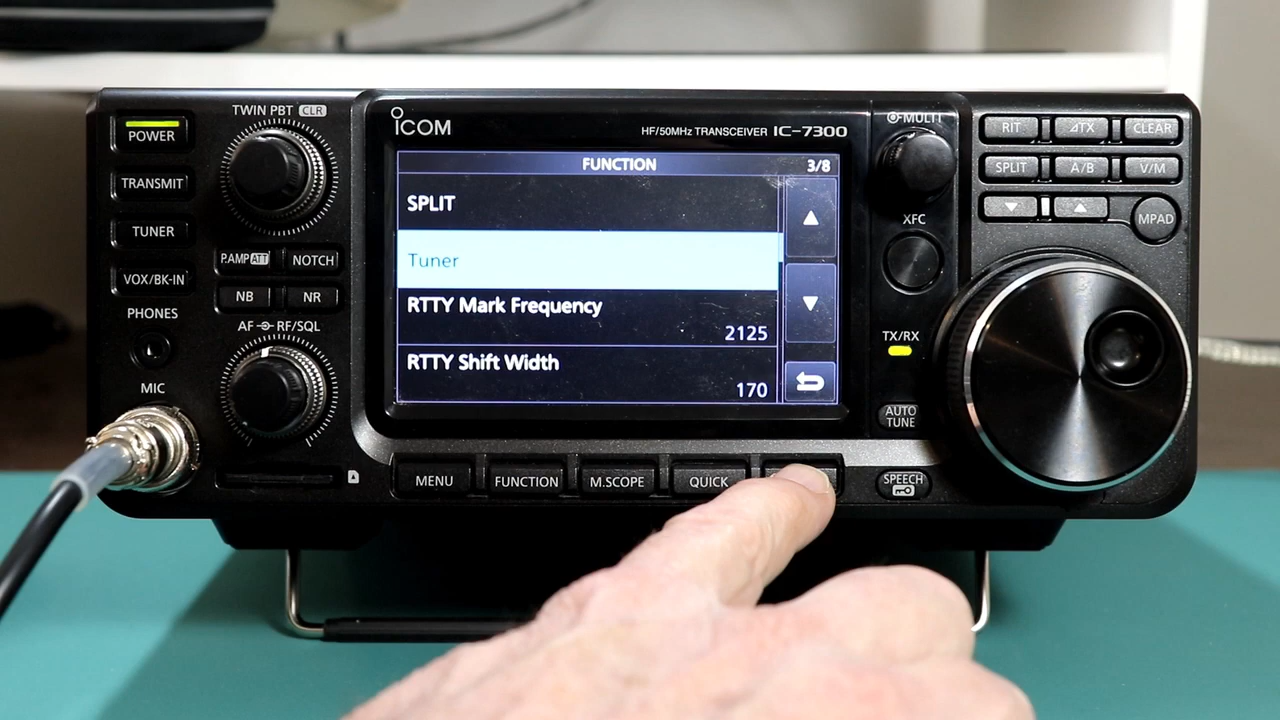 POWER
TRANSMIT
TUNER
VOX/BK-IN
PHONES
MIC
TWIN PBT CLR
P.AMP ATT
NOTCH
NB
NR
AF RF/SQL
ICOM
HF/50MHz TRANSCEIVER IC-7300
FUNCTION 3/8
SPLIT
Tuner
RTTY Mark Frequency
2125
RTTY Shift Width
170
MENU
FUNCTION
M.SCOPE
QUICK
MULTI
XFC
TX/RX
AUTO
TUNE
SPEECH
RIT
⊿TX
CLEAR
SPLIT
A/B
V/M
MPAD